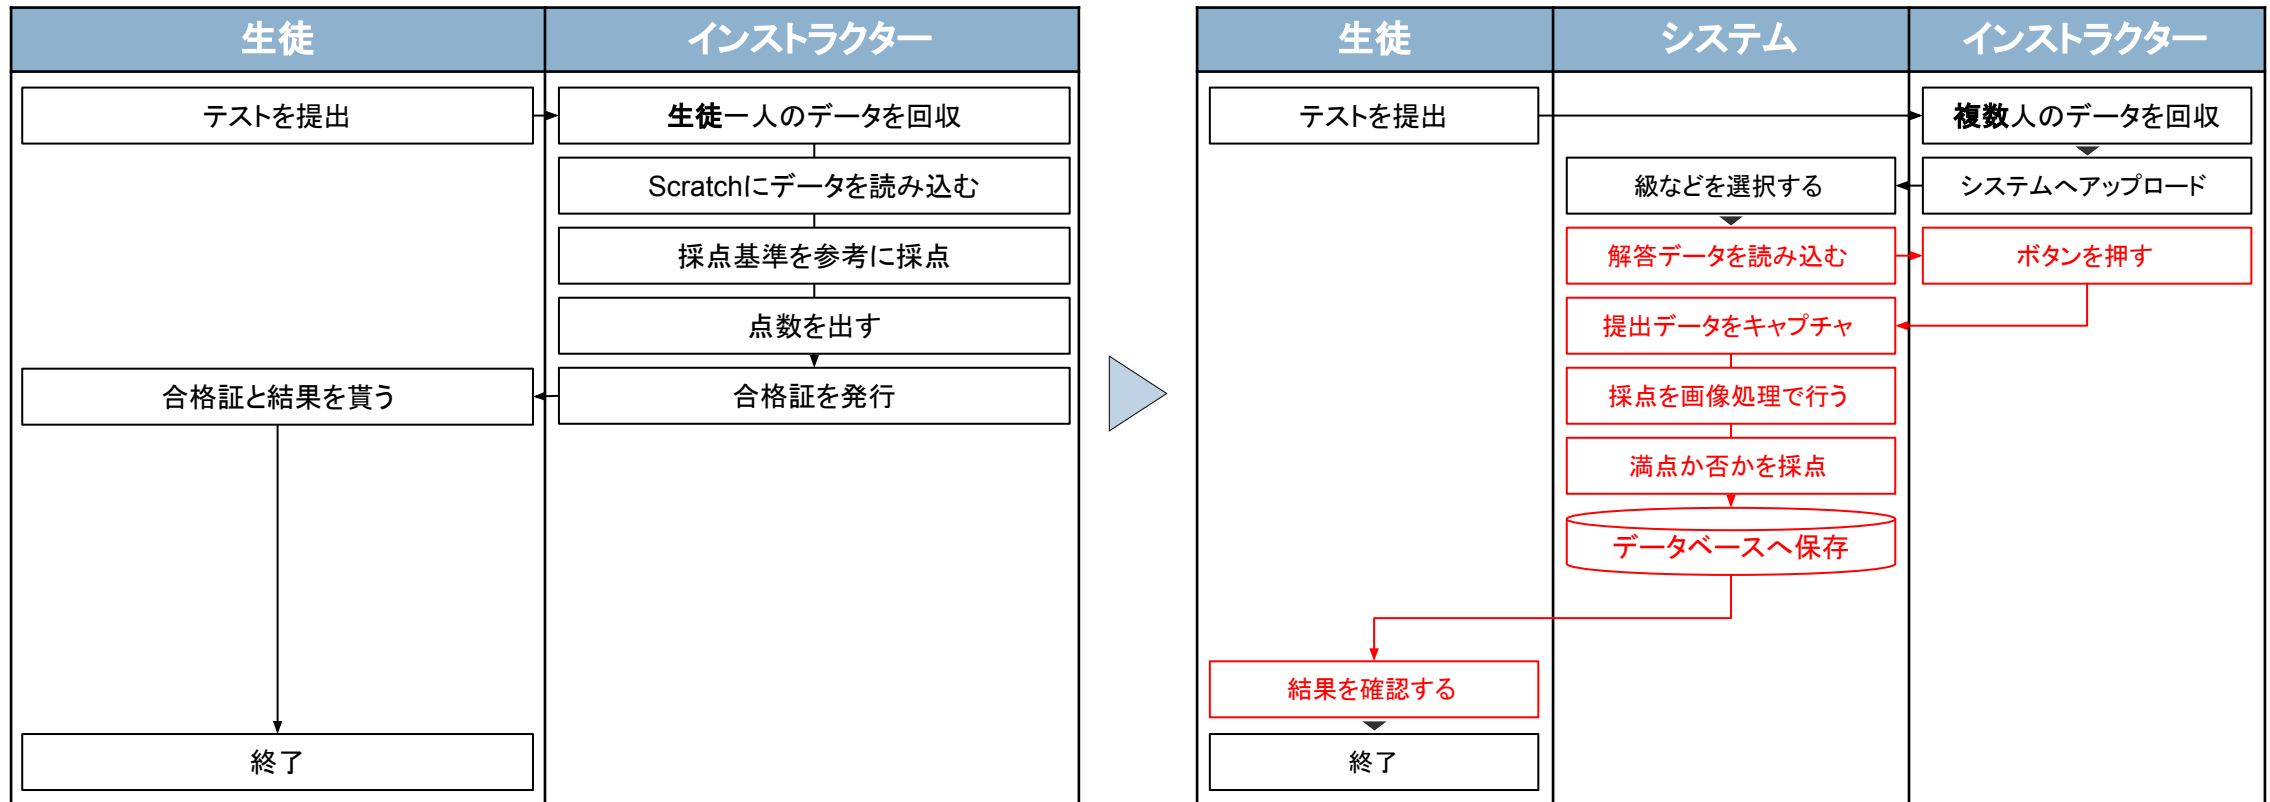 生徒
インストラクター
テストを提出
生徒一人のデータを回収
Scratchにデータを読み込む
採点基準を参考に採点
点数を出す
合格証と結果を貰う
合格証を発行
終了
生徒
システム
インストラクター
テストを提出
複数人のデータを回収
級などを選択する
システムへアップロード
解答データを読み込む
ボタンを押す
提出データをキャプチャ
採点を画像処理で行う
満点か否かを採点
データベースへ保存
結果を確認する
終了